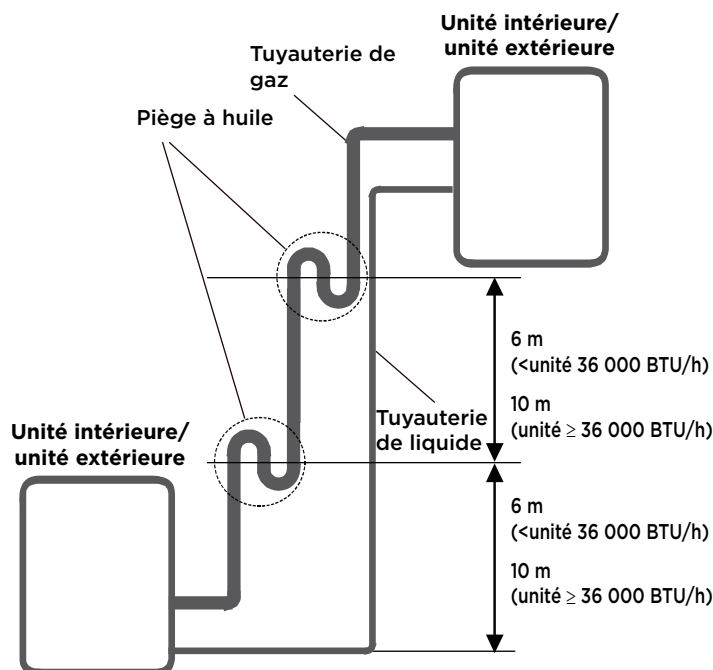 Unité intérieure/
unité extérieure
Tuyauterie de
gaz
Piège à huile
6 m
(<unité 36 000 BTU/h)
10 m
(unité ≥ 36 000 BTU/h)
Tuyauterie
de liquide
Unité intérieure/
unité extérieure
6 m
(<unité 36 000 BTU/h)
10 m
(unité ≥ 36 000 BTU/h)